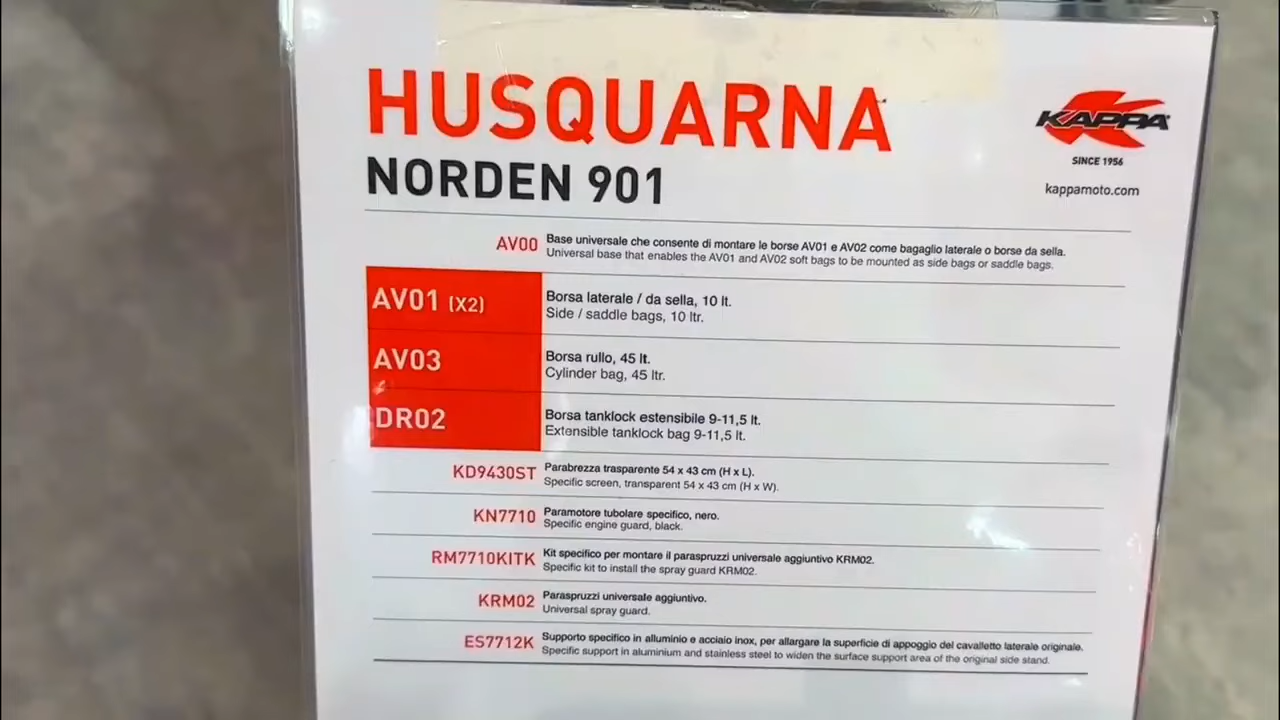 HUSQUARNA
NORDEN 901
KAPPA
SINCE 1956
kappamoto.com
AV00
Base universale che consente di montare le borse AV01 e AV02 come bagaglio laterale o borse da sella.
Universal base that enables the AV01 and AV02 soft bags to be mounted as side bags or saddle bags.
AV01 (X2)
Borsa laterale / da sella, 10 lt.
Side / saddle bags, 10 ltr.
AV03
Borsa rullo, 45 lt.
Cylinder bag, 45 ltr.
DR02
Borsa tanklock estensibile 9-11,5 lt.
Extensible tanklock bag 9-11,5 lt.
KD9430ST
Parabrezza trasparente 54 x 43 cm (H x L).
Specific screen, transparent 54 x 43 cm (H x W).
KN7710
Paramotore tubolare specifico, nero.
Specific engine guard, black.
RM7710KITK
Kit specifico per montare il paraspruzzi universale aggiuntivo KRM02.
Specific kit to install the spray guard KRM02.
KRM02
Paraspruzzi universale aggiuntivo.
Universal spray guard.
ES7712K
Supporto specifico in alluminio e acciaio inox, per allargare la superficie di appoggio del cavalletto laterale originale.
Specific support in aluminium and stainless steel to widen the surface support area of the original side stand.